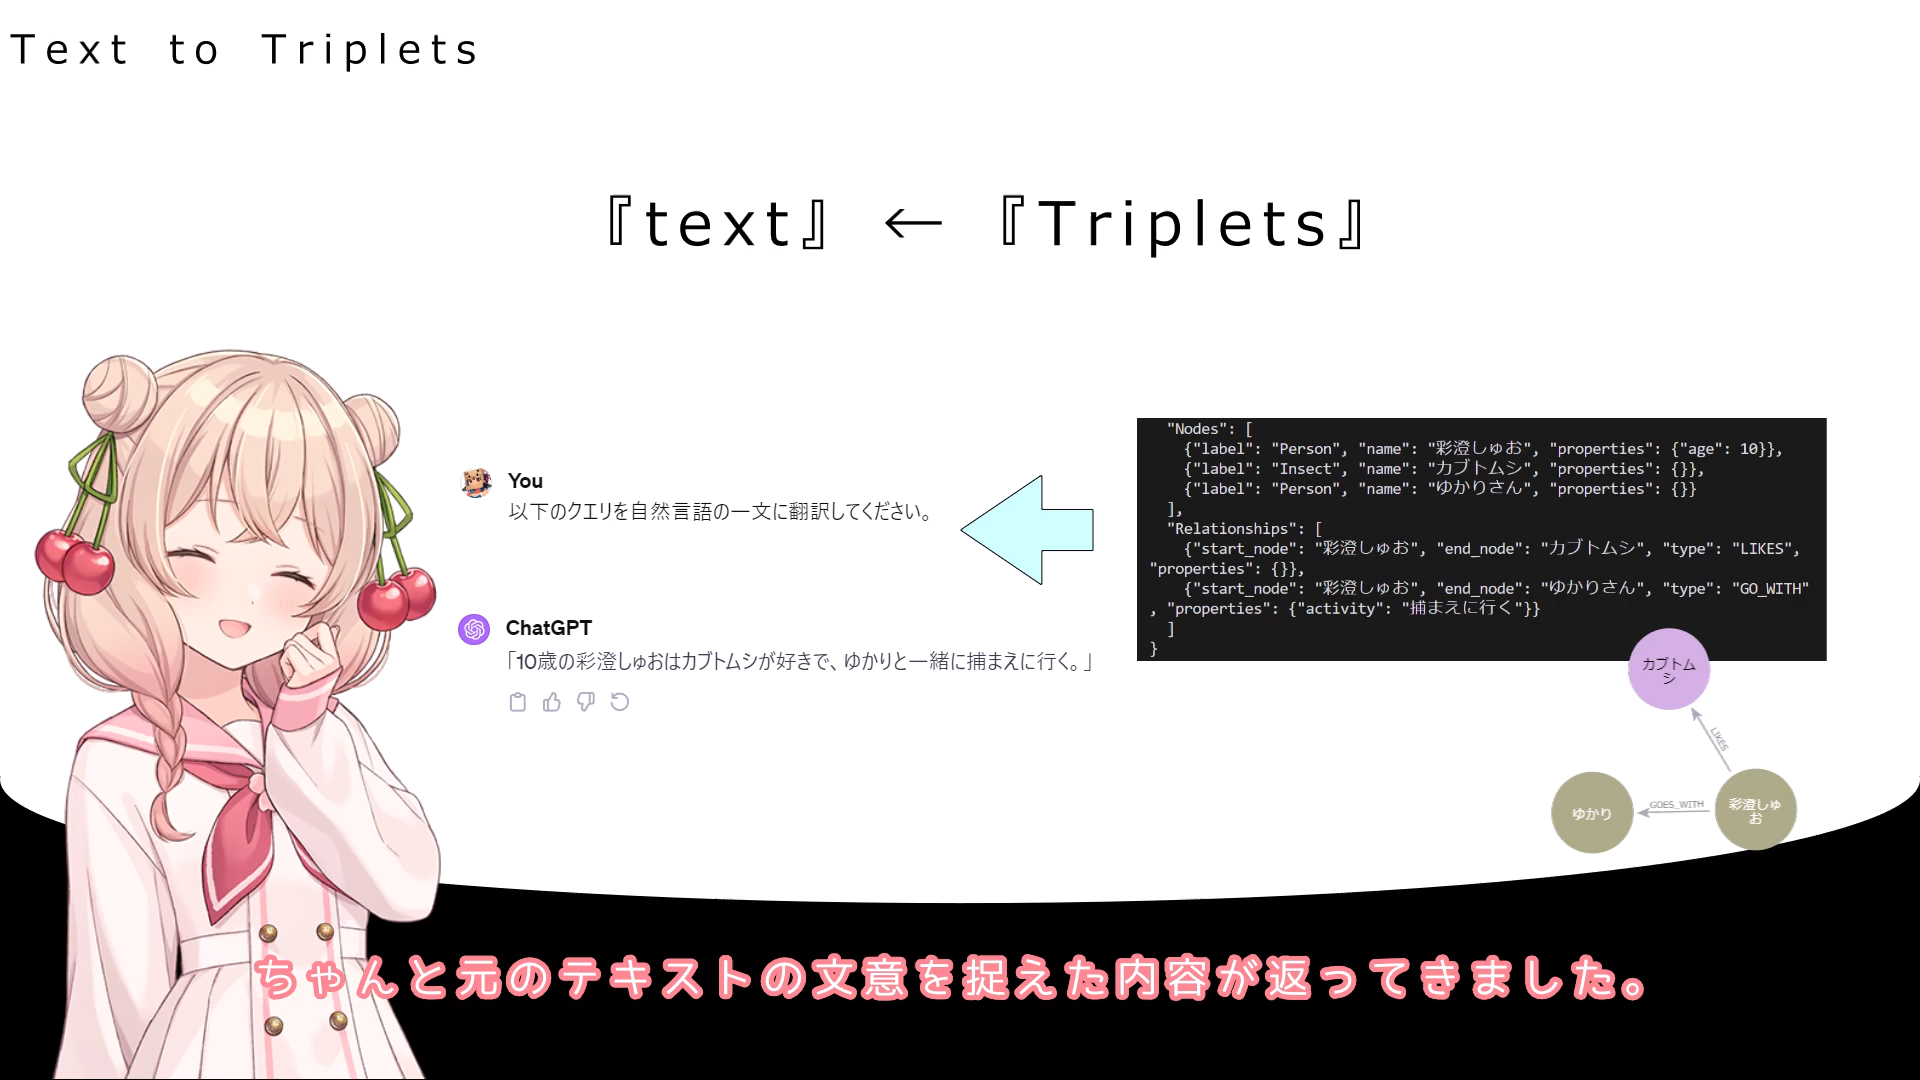 Text to Triplets
『text』 ← 『Triplets』
You
以下のクエリを自然言語の一文に翻訳してください。
ChatGPT
「10歳の彩澄しゅおはカブトムシが好きで、ゆかりと一緒に捕まえに行く。」
"Nodes": [
{"label": "Person", "name": "彩澄しゅお", "properties": {"age": 10}},
{"label": "Insect", "name": "カブトムシ", "properties": {}},
{"label": "Person", "name": "ゆかりさん", "properties": {}}
],
"Relationships": [
{"start_node": "彩澄しゅお", "end_node": "カブトムシ", "type": "LIKES",
"properties": {}},
{"start_node": "彩澄しゅお", "end_node": "ゆかりさん", "type": "GO_WITH"
, "properties": {"activity": "捕まえに行く"}}
]
}
カブトム
シ
LIKES
ゆかり
GOES_WITH
彩澄しゅ
お
ちゃんと元のテキストの文意を捉えた内容が返ってきました。